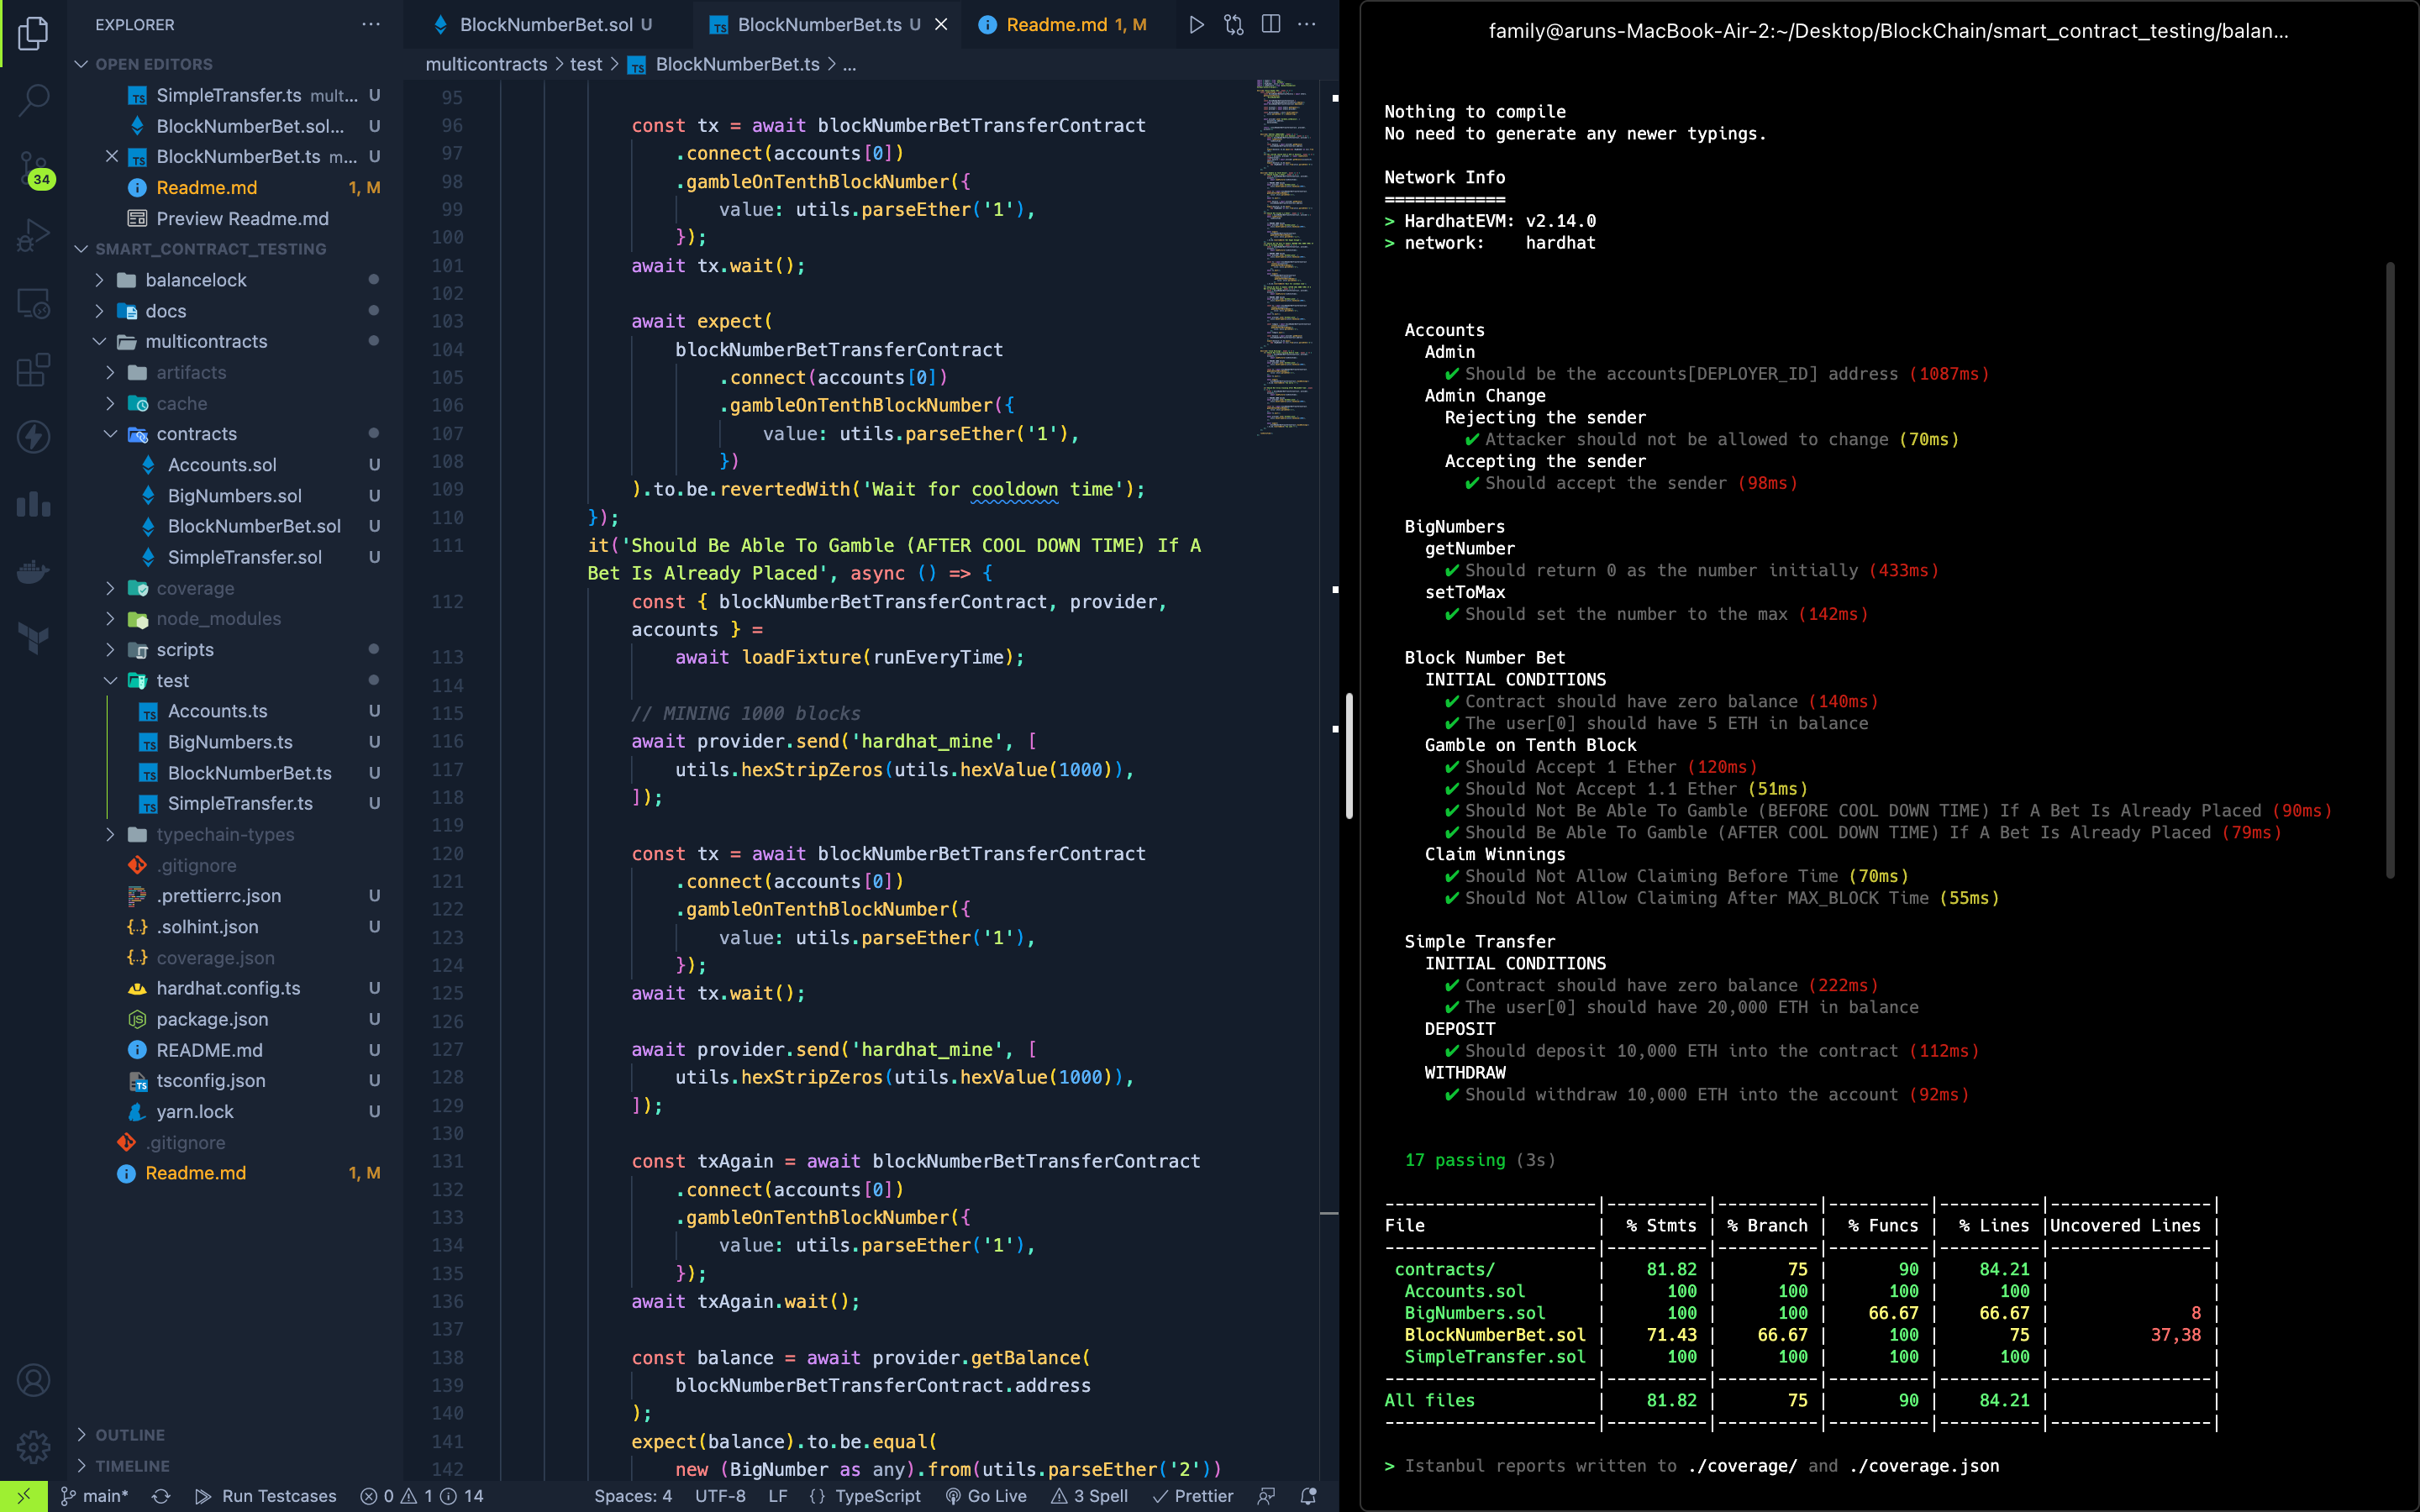 EXPLORER
OPEN EDITORS
SimpleTransfer.ts mult... U
BlockNumberBet.sol... U
BlockNumberBet.ts m... U
Readme.md 1, M
Preview Readme.md
34
SMART_CONTRACT_TESTING
balancelock
docs
multicontracts
artifacts
cache
contracts
Accounts.sol U
BigNumbers.sol U
BlockNumberBet.sol U
SimpleTransfer.sol U
coverage
node_modules
scripts
test
Accounts.ts U
BigNumbers.ts U
BlockNumberBet.ts U
SimpleTransfer.ts U
typechain-types
.gitignore
.prettierrc.json U
.solhint.json U
coverage.json
hardhat.config.ts U
package.json U
README.md U
tsconfig.json U
yarn.lock U
.gitignore
Readme.md 1, M
OUTLINE
TIMELINE
BlockNumberBet.sol U
BlockNumberBet.ts U
Readme.md 1, M
multicontracts > test > BlockNumberBet.ts > ...
95
96 const tx = await blockNumberBetTransferContract
97 .connect(accounts[0])
98 .gambleOnTenthBlockNumber({
99 value: utils.parseEther('1'),
100 });
101 await tx.wait();
102
103 await expect(
104 blockNumberBetTransferContract
105 .connect(accounts[0])
106 .gambleOnTenthBlockNumber({
107 value: utils.parseEther('1'),
108 })
109 ).to.be.revertedWith('Wait for cooldown time');
110 });
111 it('Should Be Able To Gamble (AFTER COOL DOWN TIME) If A
Bet Is Already Placed', async () => {
112 const { blockNumberBetTransferContract, provider,
accounts } =
113 await loadFixture(runEveryTime);
114
115 // MINING 1000 blocks
116 await provider.send('hardhat_mine', [
117 utils.hexStripZeros(utils.hexValue(1000)),
118 ]);
119
120 const tx = await blockNumberBetTransferContract
121 .connect(accounts[0])
122 .gambleOnTenthBlockNumber({
123 value: utils.parseEther('1'),
124 });
125 await tx.wait();
126
127 await provider.send('hardhat_mine', [
128 utils.hexStripZeros(utils.hexValue(1000)),
129 ]);
130
131 const txAgain = await blockNumberBetTransferContract
132 .connect(accounts[0])
133 .gambleOnTenthBlockNumber({
134 value: utils.parseEther('1'),
135 });
136 await txAgain.wait();
137
138 const balance = await provider.getBalance(
139 blockNumberBetTransferContract.address
140 );
141 expect(balance).to.be.equal(
142 new (BigNumber as any).from(utils.parseEther('2'))
main* Run Testcases 0 1 14 Spaces: 4 UTF-8 LF {} TypeScript Go Live 3 Spell Prettier
family@aruns-MacBook-Air-2:~/Desktop/BlockChain/smart_contract_testing/balan...
Nothing to compile
No need to generate any newer typings.
Network Info
============
> HardhatEVM: v2.14.0
> network: hardhat
Accounts
Admin
✔ Should be the accounts[DEPLOYER_ID] address (1087ms)
Admin Change
Rejecting the sender
✔ Attacker should not be allowed to change (70ms)
Accepting the sender
✔ Should accept the sender (98ms)
BigNumbers
getNumber
✔ Should return 0 as the number initially (433ms)
setToMax
✔ Should set the number to the max (142ms)
Block Number Bet
INITIAL CONDITIONS
✔ Contract should have zero balance (140ms)
✔ The user[0] should have 5 ETH in balance
Gamble on Tenth Block
✔ Should Accept 1 Ether (120ms)
✔ Should Not Accept 1.1 Ether (51ms)
✔ Should Not Be Able To Gamble (BEFORE COOL DOWN TIME) If A Bet Is Already Placed (90ms)
✔ Should Be Able To Gamble (AFTER COOL DOWN TIME) If A Bet Is Already Placed (79ms)
Claim Winnings
✔ Should Not Allow Claiming Before Time (70ms)
✔ Should Not Allow Claiming After MAX_BLOCK Time (55ms)
Simple Transfer
INITIAL CONDITIONS
✔ Contract should have zero balance (222ms)
✔ The user[0] should have 20,000 ETH in balance
DEPOSIT
✔ Should deposit 10,000 ETH into the contract (112ms)
WITHDRAW
✔ Should withdraw 10,000 ETH into the account (92ms)
17 passing (3s)
---------------------|----------|----------|----------|----------|----------------|
File | % Stmts | % Branch | % Funcs | % Lines |Uncovered Lines |
---------------------|----------|----------|----------|----------|----------------|
contracts/ | 81.82 | 75 | 90 | 84.21 | |
Accounts.sol | 100 | 100 | 100 | 100 | |
BigNumbers.sol | 100 | 100 | 66.67 | 66.67 | 8 |
BlockNumberBet.sol | 71.43 | 66.67 | 100 | 75 | 37,38 |
SimpleTransfer.sol | 100 | 100 | 100 | 100 | |
---------------------|----------|----------|----------|----------|----------------|
All files | 81.82 | 75 | 90 | 84.21 | |
---------------------|----------|----------|----------|----------|----------------|
> Istanbul reports written to ./coverage/ and ./coverage.json